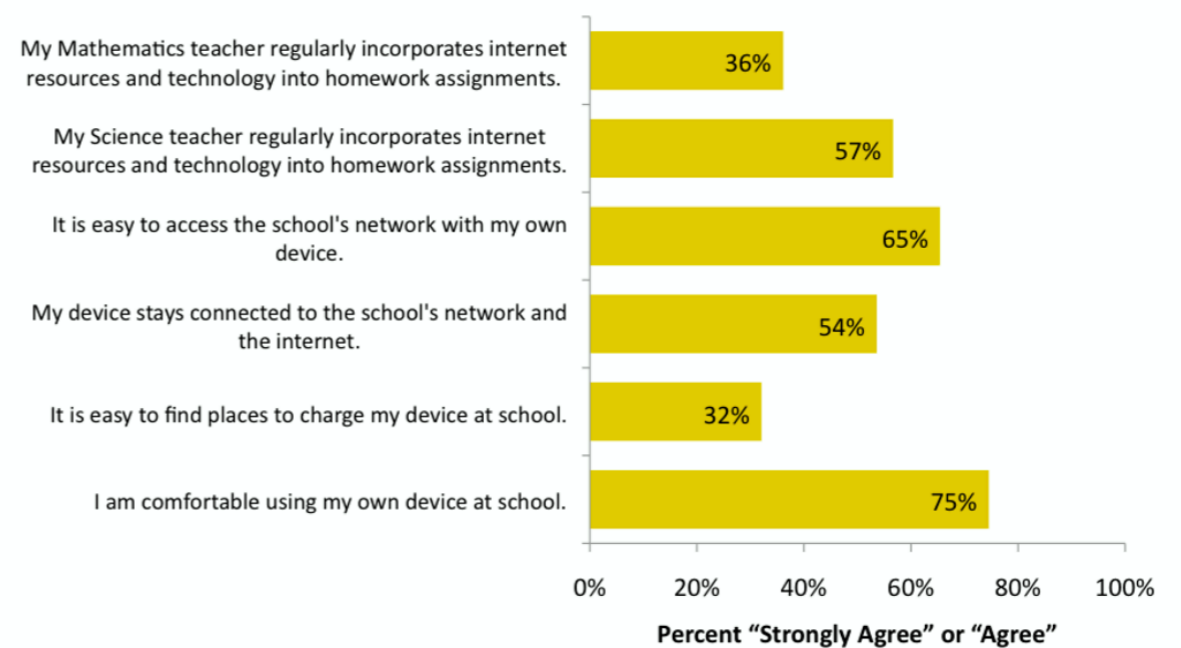 My Mathematics teacher regularly incorporates internet
resources and technology into homework assignments.
36%
My Science teacher regularly incorporates internet
resources and technology into homework assignments.
57%
It is easy to access the school's network with my own
device.
65%
My device stays connected to the school's network and
the internet.
54%
It is easy to find places to charge my device at school.
32%
I am comfortable using my own device at school.
75%
0% 20% 40% 60% 80% 100%
Percent “Strongly Agree” or “Agree”